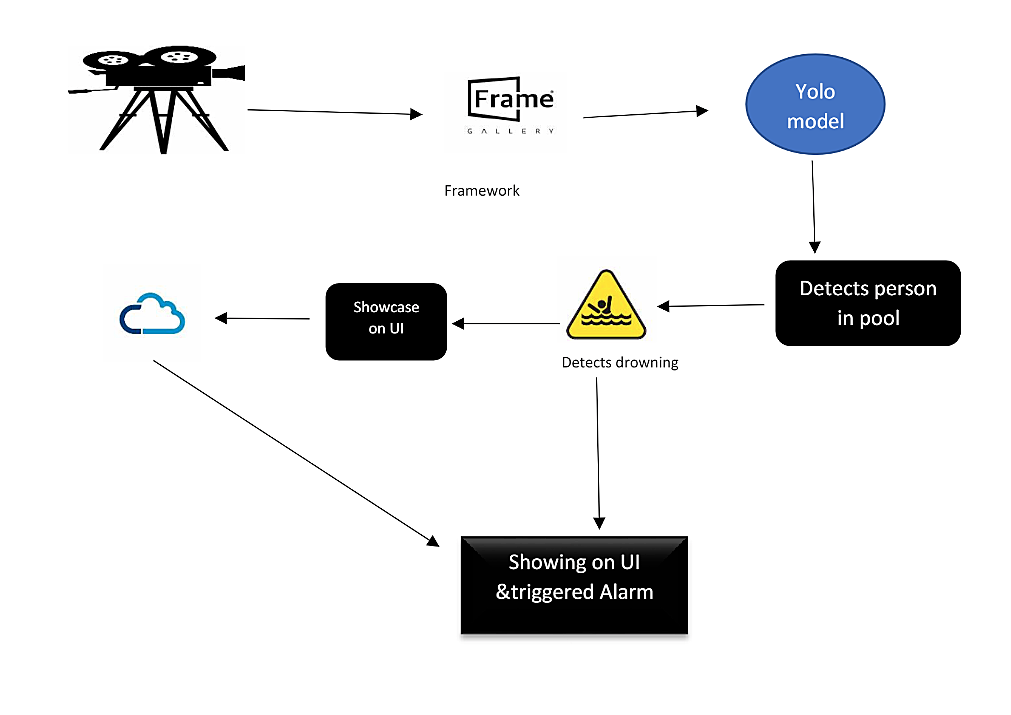 Frame
GALLERY
Yolo
model
Framework
Detects person
in pool
Showcase
on UI
Detects drowning
Showing on UI
&triggered Alarm